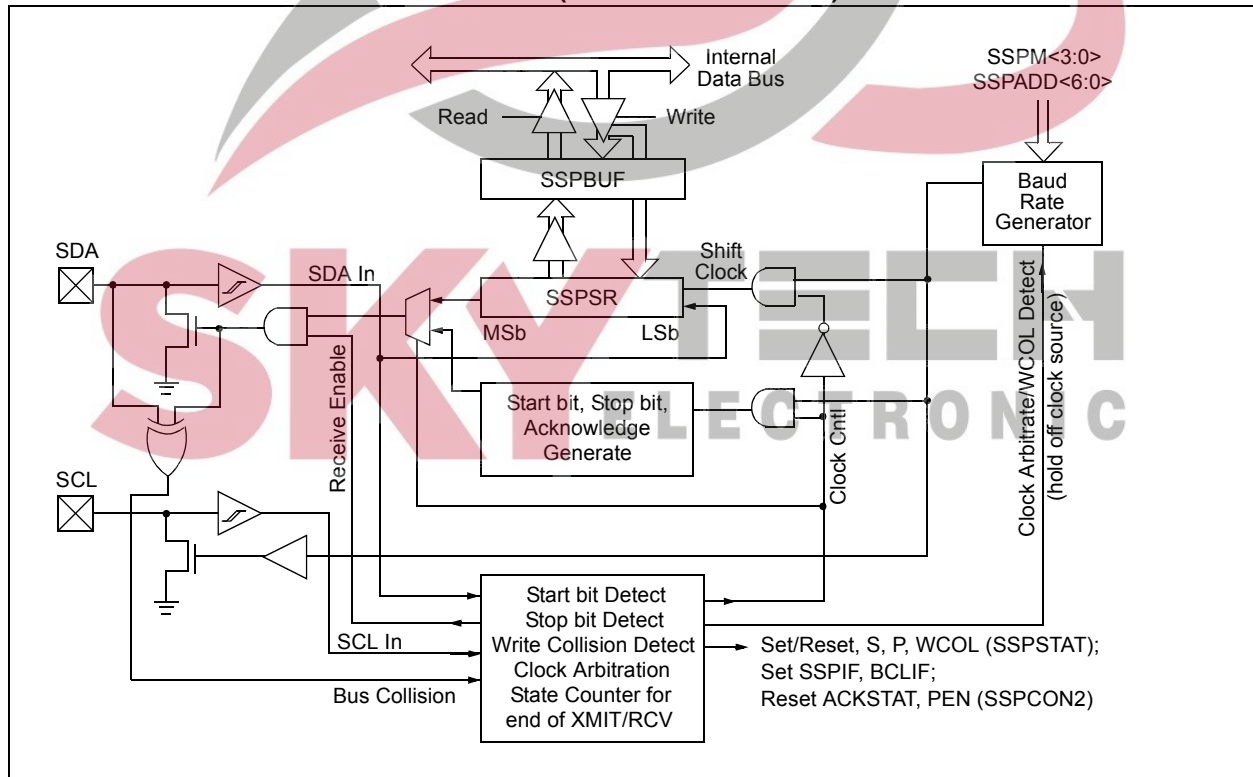 Internal
Data Bus
SSPM<3:0>
SSPADD<6:0>
Read
Write
SSPBUF
Baud
Rate
Generator
SDA
SDA In
Shift
Clock
SSPSR
MSb
LSb
Start bit, Stop bit,
Acknowledge
Generate
Receive Enable
Clock Cntl
Clock Arbitrate/WCOL Detect
(hold off clock source)
SKYTECH
ELECTRONIC
SCL
SCL In
Bus Collision
Start bit Detect
Stop bit Detect
Write Collision Detect
Clock Arbitration
State Counter for
end of XMIT/RCV
Set/Reset, S, P, WCOL (SSPSTAT);
Set SSPIF, BCLIF;
Reset ACKSTAT, PEN (SSPCON2)